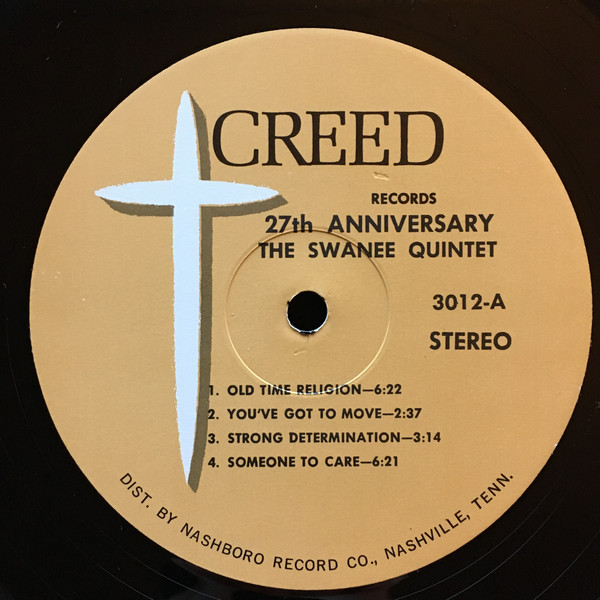 CREED
RECORDS
27th ANNIVERSARY
THE SWANEE QUINTET
3012-A
STEREO
1. OLD TIME RELIGION—6:22
2. YOU'VE GOT TO MOVE—2:37
3. STRONG DETERMINATION—3:14
4. SOMEONE TO CARE—6:21
DIST. BY NASHBORO RECORD CO., NASHVILLE, TENN.